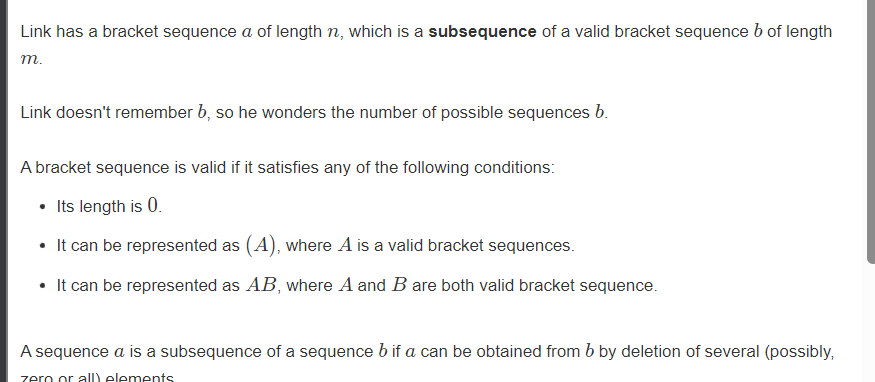 Link has a bracket sequence a of length n, which is a subsequence of a valid bracket sequence b of length
m.
Link doesn't remember b, so he wonders the number of possible sequences b.
A bracket sequence is valid if it satisfies any of the following conditions:
• Its length is 0.
• It can be represented as (A), where A is a valid bracket sequences.
• It can be represented as AB, where A and B are both valid bracket sequence.
A sequence a is a subsequence of a sequence b if a can be obtained from b by deletion of several (possibly,
zero or all) elements